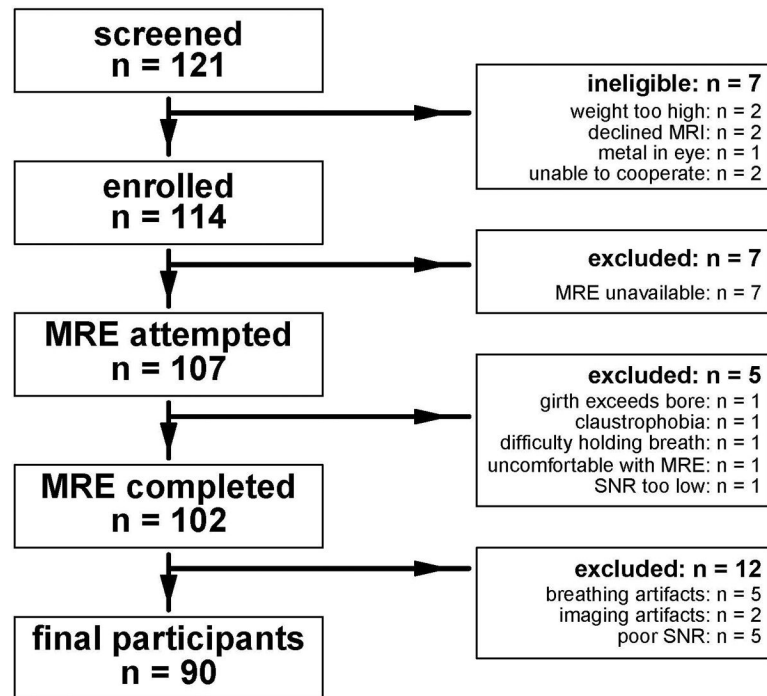 screened
n = 121
ineligible: n = 7
weight too high: n = 2
declined MRI: n = 2
metal in eye: n = 1
unable to cooperate: n = 2
enrolled
n = 114
excluded: n = 7
MRE unavailable: n = 7
MRE attempted
n = 107
excluded: n = 5
girth exceeds bore: n = 1
claustrophobia: n = 1
difficulty holding breath: n = 1
uncomfortable with MRE: n = 1
SNR too low: n = 1
MRE completed
n = 102
excluded: n = 12
breathing artifacts: n = 5
imaging artifacts: n = 2
poor SNR: n = 5
final participants
n = 90